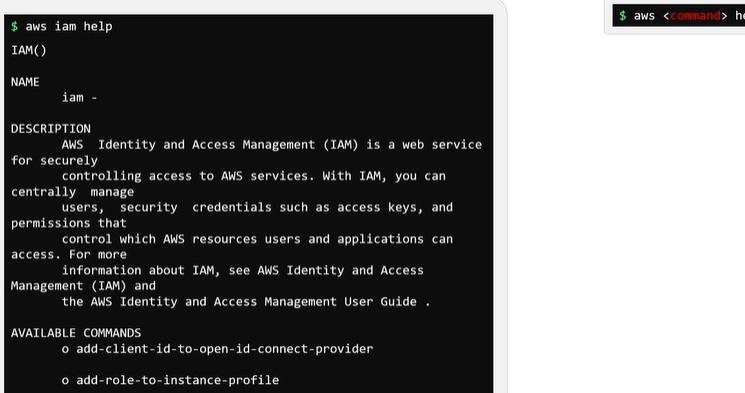 $ aws iam help
IAM()
NAME
iam -
DESCRIPTION
AWS Identity and Access Management (IAM) is a web service
for securely
controlling access to AWS services. With IAM, you can
centrally manage
users, security credentials such as access keys, and
permissions that
control which AWS resources users and applications can
access. For more
information about IAM, see AWS Identity and Access
Management (IAM) and
the AWS Identity and Access Management User Guide .
AVAILABLE COMMANDS
o add-client-id-to-open-id-connect-provider
o add-role-to-instance-profile
$ aws <command> he